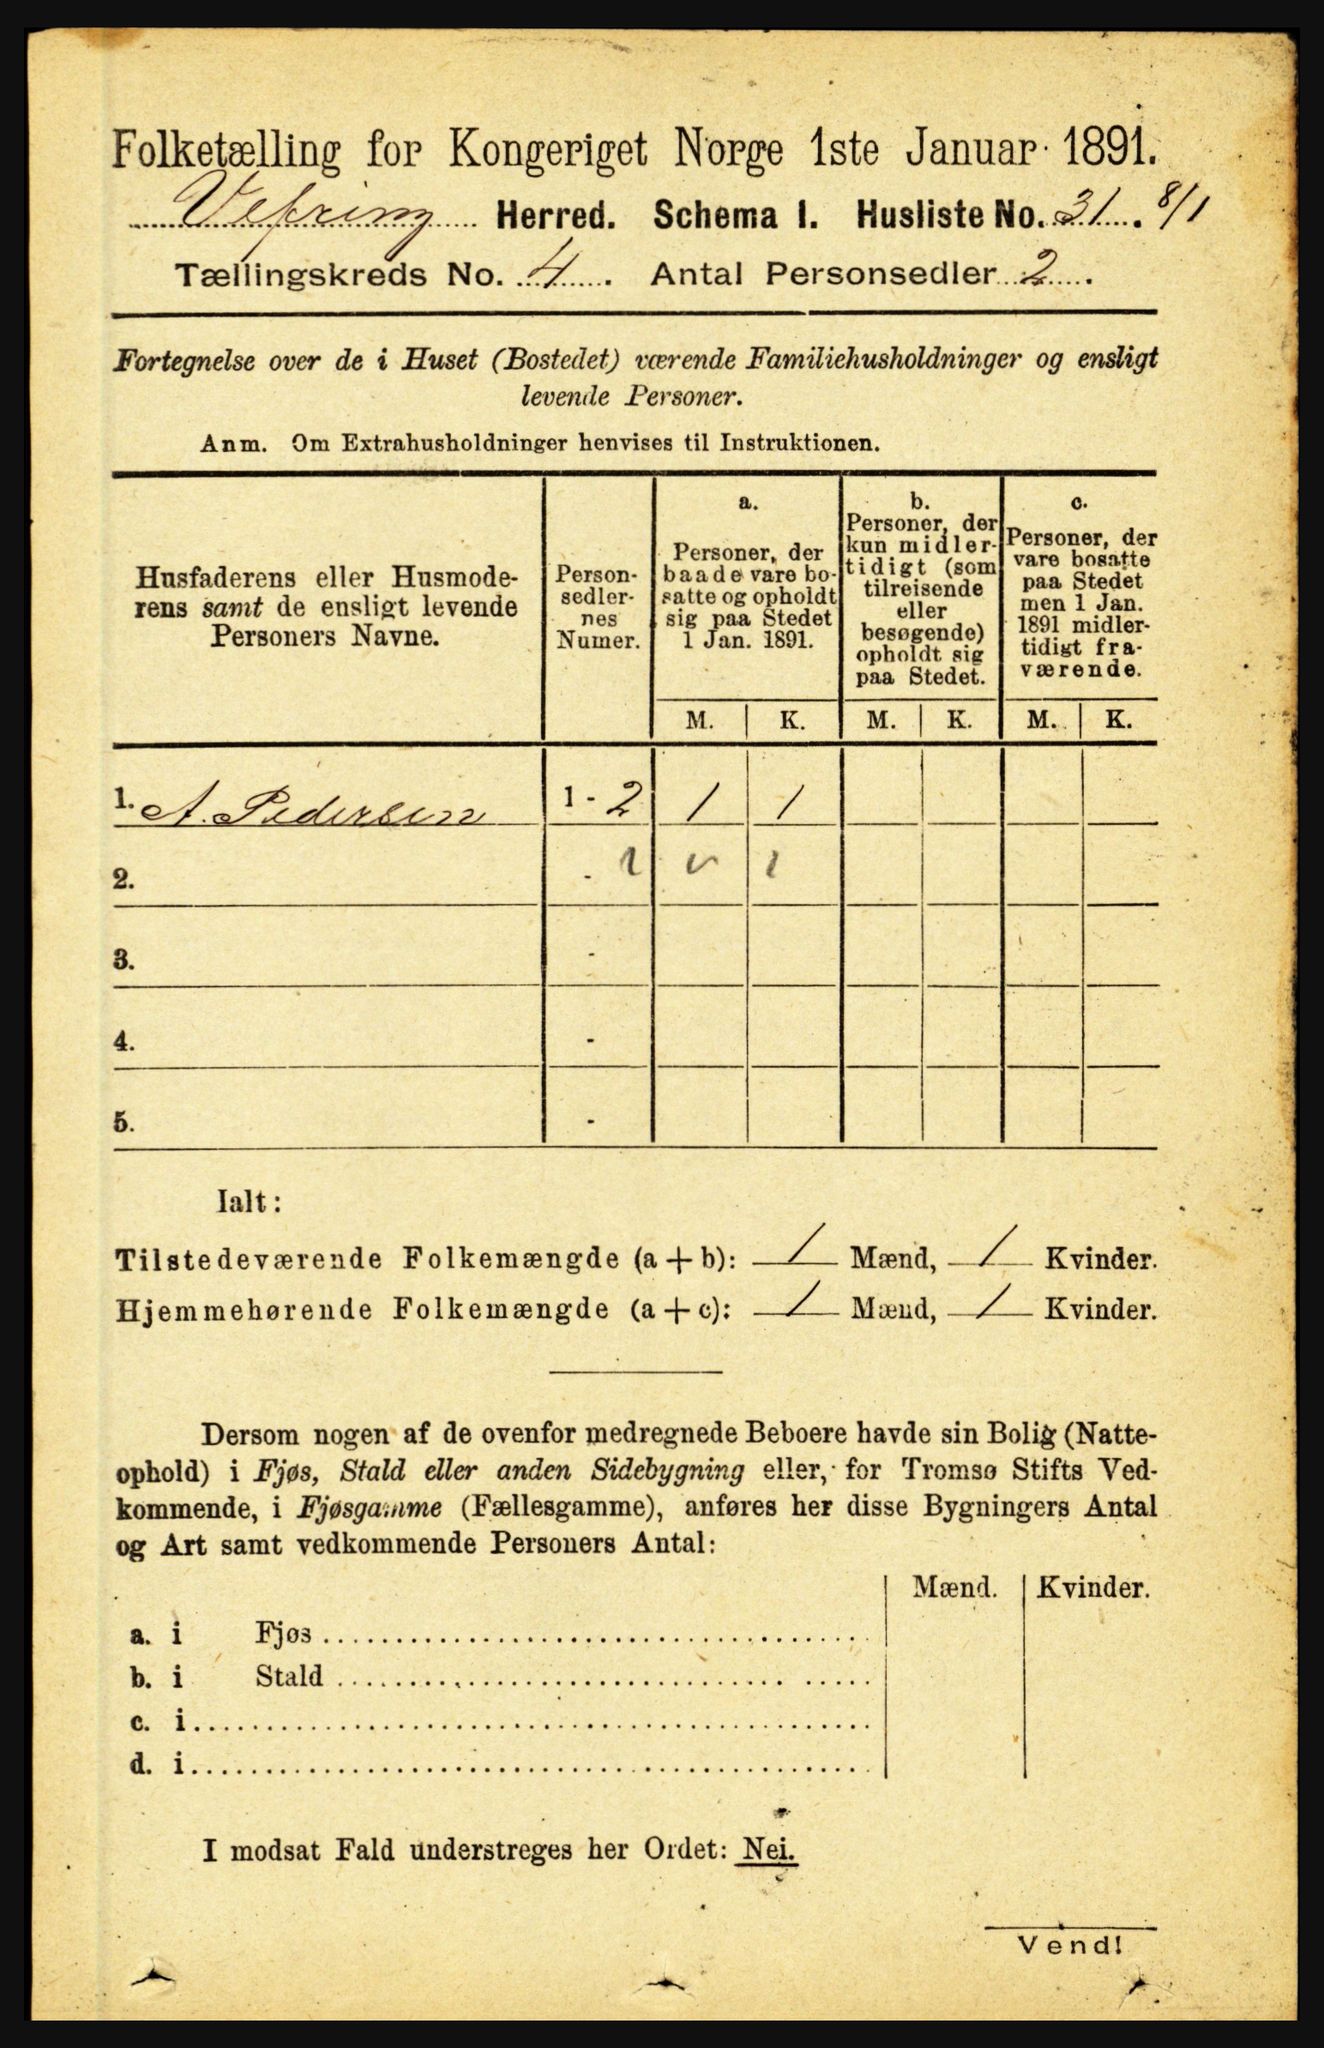 Folketælling for Kongeriget Norge 1ste Januar 1891.
Vefring Herred. Schema I. Husliste No. 31. 8/1
Tællingskreds No. 4. Antal Personsedler 2.
Fortegnelse over de i Huset (Bostedet) værende Familiehusholdninger og ensligt
levende Personer.
Anm. Om Extrahusholdninger henvises til Instruktionen.
Husfaderens eller Husmode-
rens samt de ensligt levende
Personers Navne.
Person-
sedler-
nes
Numer.
a.
Personer, der
baade vare bo-
satte og opholdt
sig paa Stedet
1 Jan. 1891.
b.
Personer, der
kun midler-
tidigt (som
tilreisende
eller
besøgende)
opholdt sig
paa Stedet.
c.
Personer, der
vare bosatte
paa Stedet
men 1 Jan.
1891 midler-
tidigt fra-
værende.
M. K. M. K. M. K.
1. A. Pedersen 1 - 2 1 1
2. -
3. -
4. -
5. -
Ialt:
Tilstedeværende Folkemængde (a + b): 1 Mænd, 1 Kvinder.
Hjemmehørende Folkemængde (a + c): 1 Mænd, 1 Kvinder.
Dersom nogen af de ovenfor medregnede Beboere havde sin Bolig (Natte-
ophold) i Fjøs, Stald eller anden Sidebygning eller, for Tromsø Stifts Ved-
kommende, i Fjøsgamme (Fællesgamme), anføres her disse Bygningers Antal
og Art samt vedkommende Personers Antal:
Mænd. Kvinder.
a. i Fjøs
b. i Stald
c. i
d. i
I modsat Fald understreges her Ordet: Nei.
Vend!